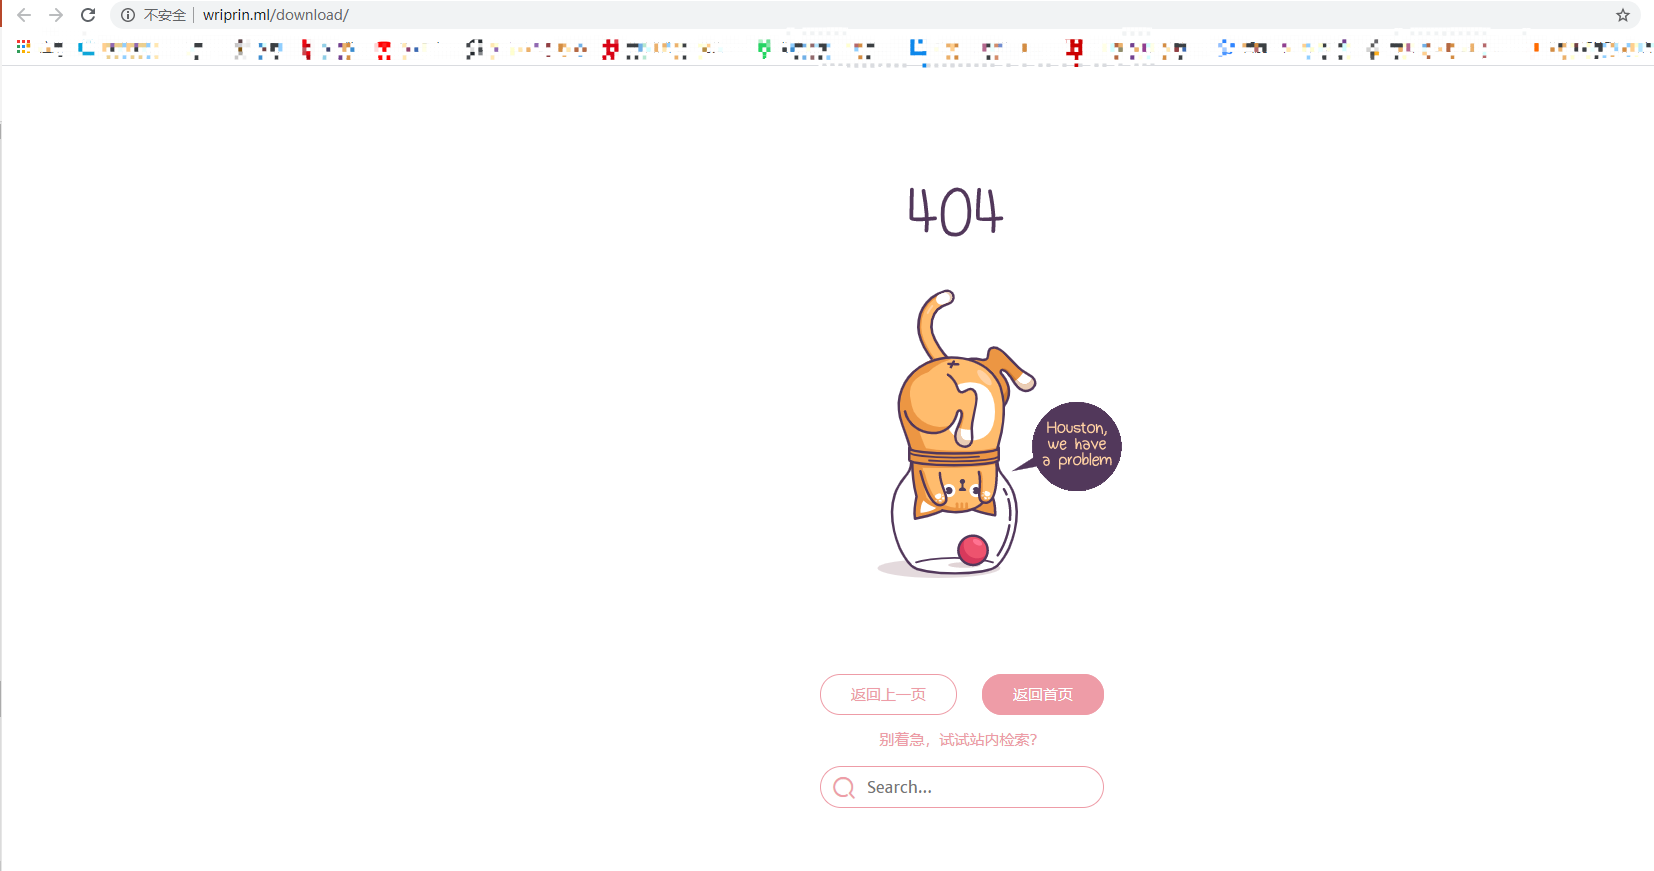 不安全 wriprin.ml/download/
404
Houston,
we have
a problem
返回上一页 返回首页
别着急，试试站内检索？
Search...